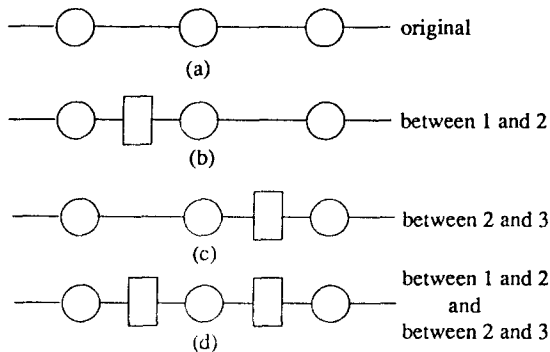 original
(a)
between 1 and 2
(b)
between 2 and 3
(c)
between 1 and 2
and
between 2 and 3
(d)